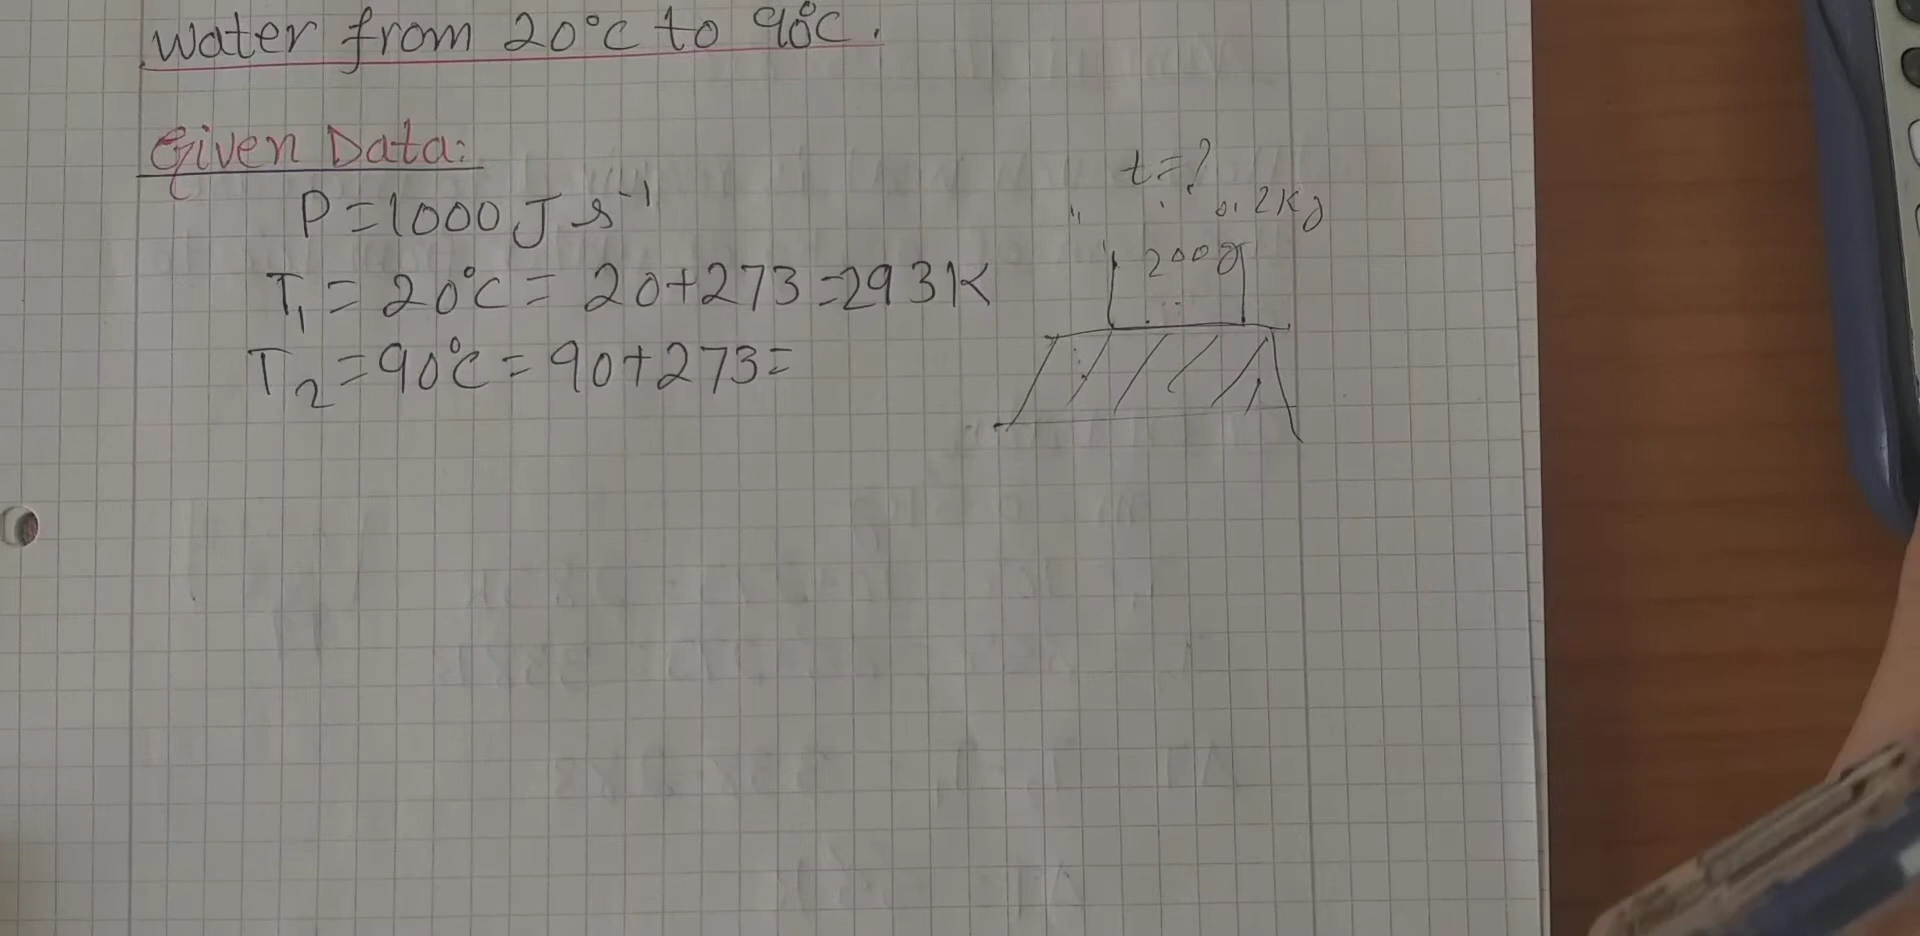 water from 20°C to 90°C.
Given Data:
P=1000 J s⁻¹
T₁ = 20°C = 20+273=293K
T₂ = 90°C = 90+273=
t=?
0.2Kg
200g